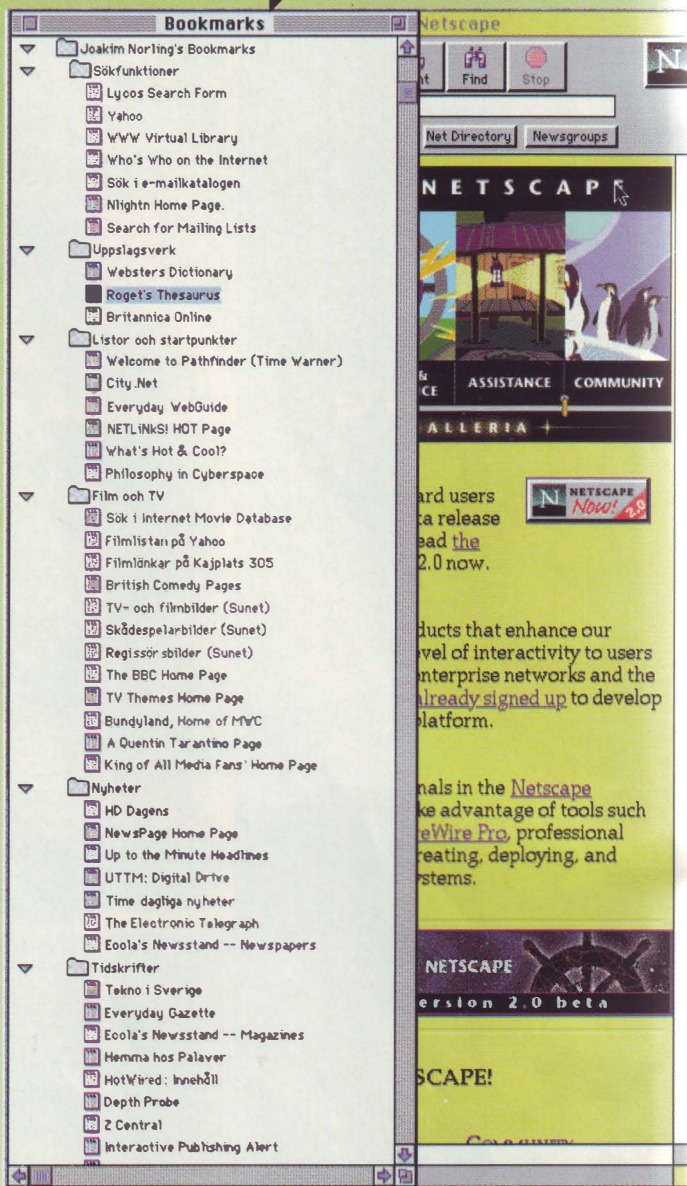 Bookmarks
Joakim Norling's Bookmarks
Sökfunktioner
Lycos Search Form
Yahoo
WWW Virtual Library
Who's Who on the Internet
Sök i e-mailkatalogen
Nlightn Home Page.
Search for Mailing Lists
Uppslagsverk
Websters Dictionary
Roget's Thesaurus
Britannica Online
Listor och startpunkter
Welcome to Pathfinder (Time Warner)
City.Net
Everyday WebGuide
NETLiNkS! HOT Page
What's Hot & Cool?
Philosophy in Cyberspace
Film och TV
Sök i Internet Movie Database
Filmlistan på Yahoo
Filmlänkar på Kajplats 305
British Comedy Pages
TV- och filmbilder (Sunet)
Skådespelarbilder (Sunet)
Regissörsbilder (Sunet)
The BBC Home Page
TV Themes Home Page
Bundyland, Home of MWC
A Quentin Tarantino Page
King of All Media Fans' Home Page
Nyheter
HD Dagens
NewsPage Home Page
Up to the Minute Headlines
UTTM: Digital Drive
Time dagliga nyheter
The Electronic Telegraph
Ecola's Newsstand -- Newspapers
Tidskrifter
Tekno i Sverige
Everyday Gazette
Ecola's Newsstand -- Magazines
Hemma hos Palaver
HotWired: Innehåll
Depth Probe
Z Central
Interactive Publishing Alert
Netscape
nt Find Stop
N
Net Directory Newsgroups
NETSCAPE
& CE ASSISTANCE COMMUNITY
ALLERIA
ard users
ta release
ead the
2.0 now.
N NETSCAPE Now! 2.0
ducts that enhance our
evel of interactivity to users
enterprise networks and the
already signed up to develop
platform.
nals in the Netscape
ke advantage of tools such
eWire Pro, professional
reating, deploying, and
ystems.
NETSCAPE
ersion 2.0 beta
SCAPE!
COMMUNITY